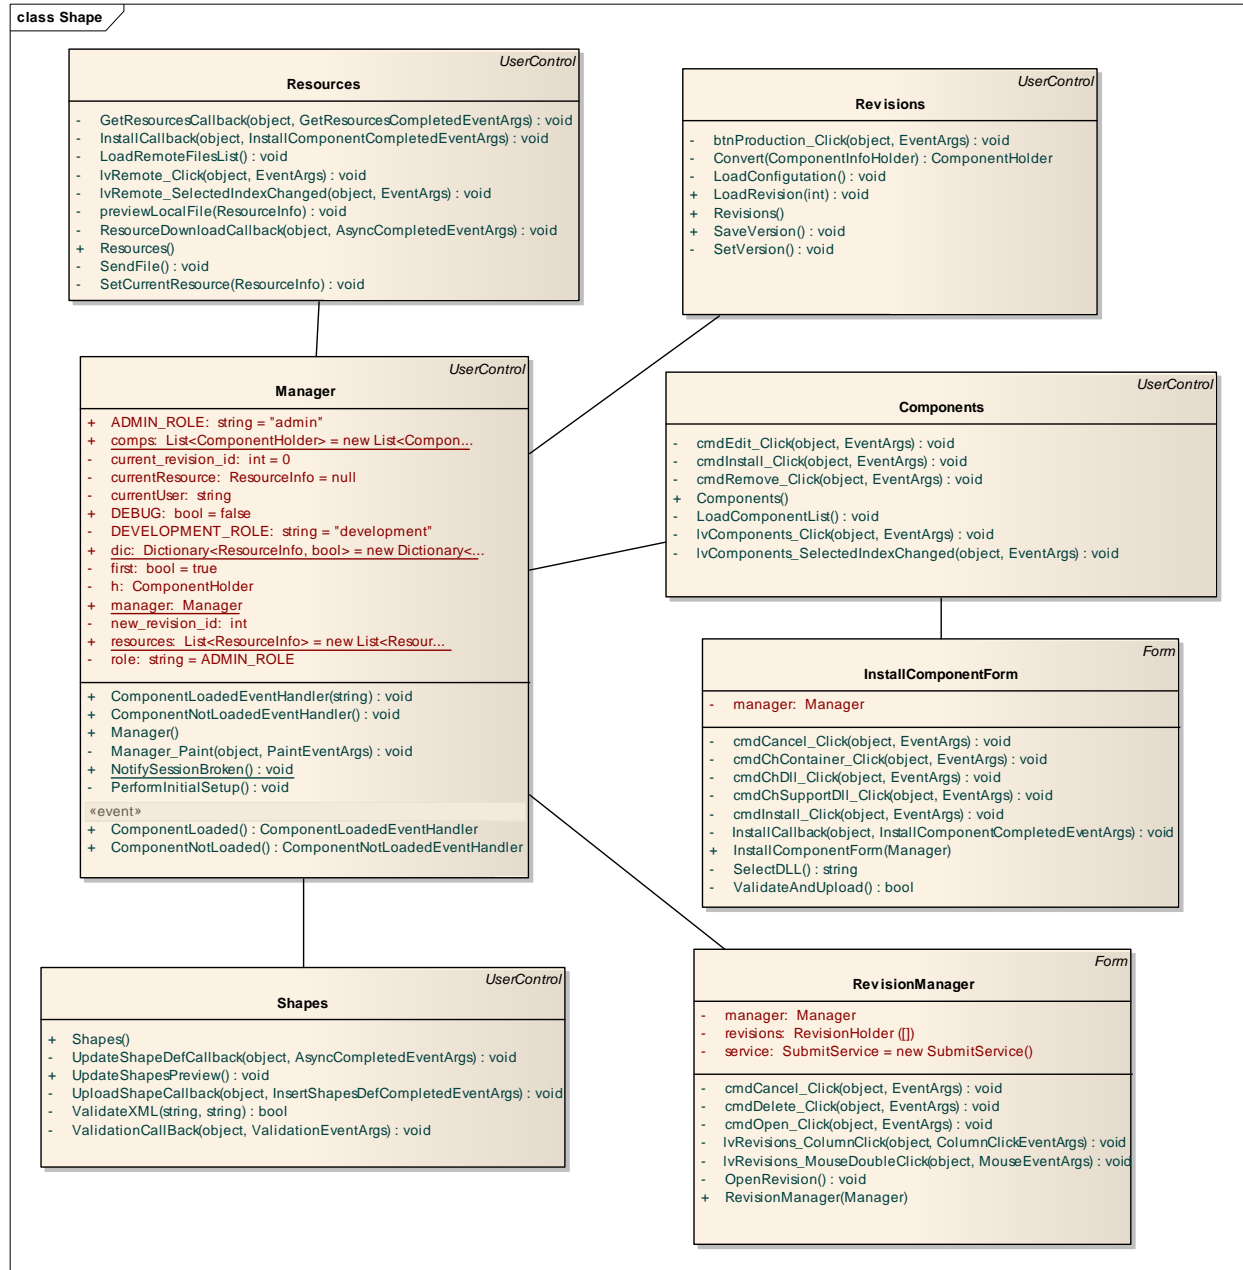 class Shape
UserControl
Resources
- GetResourcesCallback(object, GetResourcesCompletedEventArgs) : void
- InstallCallback(object, InstallComponentCompletedEventArgs) : void
- LoadRemoteFilesList() : void
- lvRemote_Click(object, EventArgs) : void
- lvRemote_SelectedIndexChanged(object, EventArgs) : void
- previewLocalFile(ResourceInfo) : void
- ResourceDownloadCallback(object, AsyncCompletedEventArgs) : void
+ Resources()
- SendFile() : void
- SetCurrentResource(ResourceInfo) : void
UserControl
Revisions
- btnProduction_Click(object, EventArgs) : void
- Convert(ComponentInfoHolder) : ComponentHolder
- LoadConfigutation() : void
+ LoadRevision(int) : void
+ Revisions()
+ SaveVersion() : void
- SetVersion() : void
UserControl
Manager
+ ADMIN_ROLE: string = "admin"
+ comps: List<ComponentHolder> = new List<Compon...
- current_revision_id: int = 0
- currentResource: ResourceInfo = null
- currentUser: string
+ DEBUG: bool = false
- DEVELOPMENT_ROLE: string = "development"
+ dic: Dictionary<ResourceInfo, bool> = new Dictionary<...
- first: bool = true
- h: ComponentHolder
+ manager: Manager
- new_revision_id: int
+ resources: List<ResourceInfo> = new List<Resour...
- role: string = ADMIN_ROLE
+ ComponentLoadedEventHandler(string) : void
+ ComponentNotLoadedEventHandler() : void
+ Manager()
- Manager_Paint(object, PaintEventArgs) : void
+ NotifySessionBroken() : void
- PerformInitialSetup() : void
«event»
+ ComponentLoaded() : ComponentLoadedEventHandler
+ ComponentNotLoaded() : ComponentNotLoadedEventHandler
UserControl
Components
- cmdEdit_Click(object, EventArgs) : void
- cmdInstall_Click(object, EventArgs) : void
- cmdRemove_Click(object, EventArgs) : void
+ Components()
- LoadComponentList() : void
- lvComponents_Click(object, EventArgs) : void
- lvComponents_SelectedIndexChanged(object, EventArgs) : void
Form
InstallComponentForm
- manager: Manager
- cmdCancel_Click(object, EventArgs) : void
- cmdChContainer_Click(object, EventArgs) : void
- cmdChDll_Click(object, EventArgs) : void
- cmdChSupportDll_Click(object, EventArgs) : void
- cmdInstall_Click(object, EventArgs) : void
- InstallCallback(object, InstallComponentCompletedEventArgs) : void
+ InstallComponentForm(Manager)
- SelectDLL() : string
- ValidateAndUpload() : bool
UserControl
Shapes
+ Shapes()
- UpdateShapeDefCallback(object, AsyncCompletedEventArgs) : void
+ UpdateShapesPreview() : void
- UploadShapeCallback(object, InsertShapesDefCompletedEventArgs) : void
- ValidateXML(string, string) : bool
- ValidationCallBack(object, ValidationEventArgs) : void
Form
RevisionManager
- manager: Manager
- revisions: RevisionHolder ([])
- service: SubmitService = new SubmitService()
- cmdCancel_Click(object, EventArgs) : void
- cmdDelete_Click(object, EventArgs) : void
- cmdOpen_Click(object, EventArgs) : void
- lvRevisions_ColumnClick(object, ColumnClickEventArgs) : void
- lvRevisions_MouseDoubleClick(object, MouseEventArgs) : void
- OpenRevision() : void
+ RevisionManager(Manager)